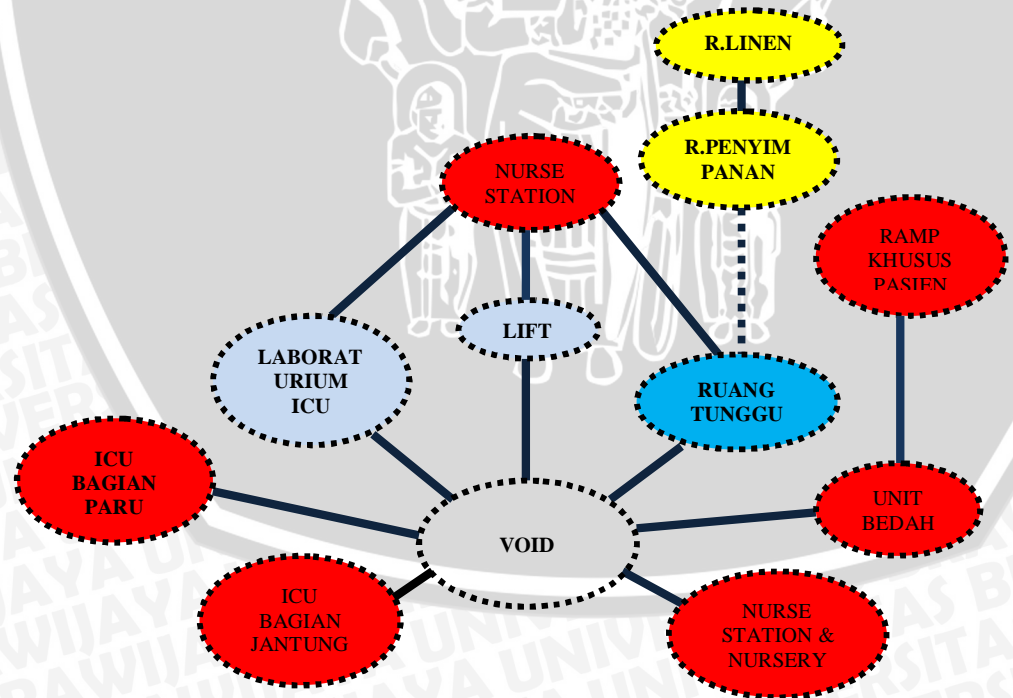 R.LINEN
R.PENYIM
PANAN
NURSE
STATION
RAMP
KHUSUS
PASIEN
LIFT
LABORAT
URIUM
ICU
RUANG
TUNGGU
ICU
BAGIAN
PARU
UNIT
BEDAH
VOID
ICU
BAGIAN
JANTUNG
NURSE
STATION &
NURSERY